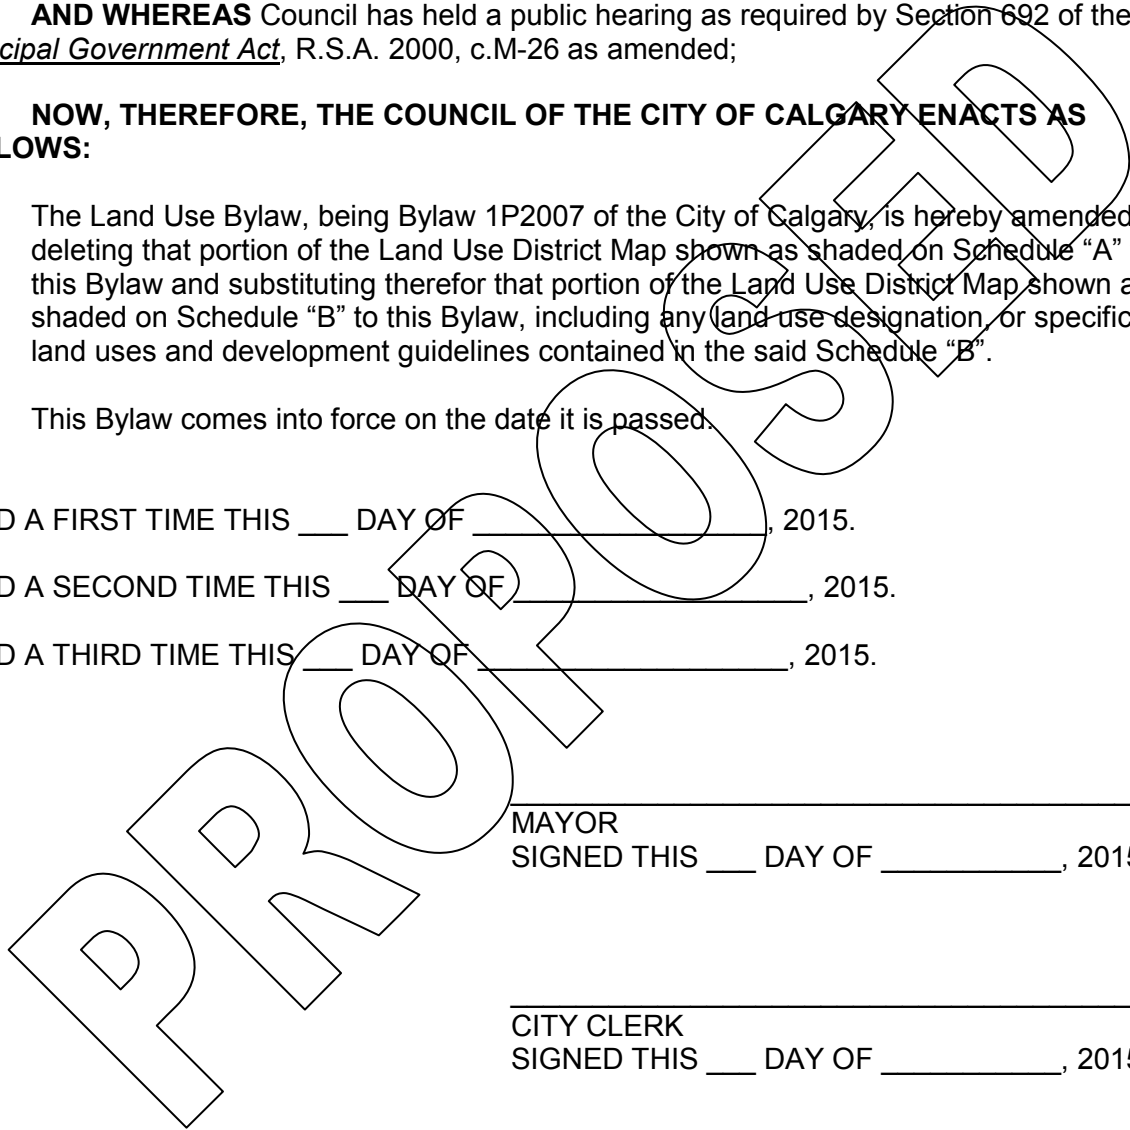 AND WHEREAS Council has held a public hearing as required by Section 692 of the
cipal Government Act, R.S.A. 2000, c.M-26 as amended;
NOW, THEREFORE, THE COUNCIL OF THE CITY OF CALGARY ENACTS AS
LOWS:
The Land Use Bylaw, being Bylaw 1P2007 of the City of Calgary, is hereby amended
deleting that portion of the Land Use District Map shown as shaded on Schedule “A”
this Bylaw and substituting therefor that portion of the Land Use District Map shown a
shaded on Schedule “B” to this Bylaw, including any land use designation, or specific
land uses and development guidelines contained in the said Schedule “B”.
This Bylaw comes into force on the date it is passed.
D A FIRST TIME THIS ___ DAY OF __________________, 2015.
D A SECOND TIME THIS ___ DAY OF __________________, 2015.
D A THIRD TIME THIS ___ DAY OF ___________________, 2015.
MAYOR
SIGNED THIS ___ DAY OF ___________, 2015
CITY CLERK
SIGNED THIS ___ DAY OF ___________, 2015
PROPOSED